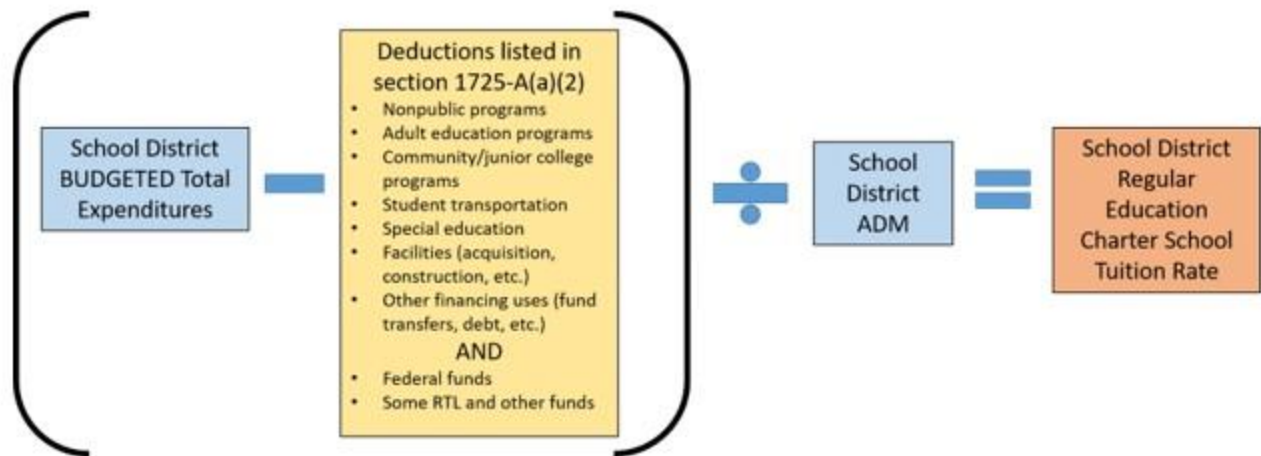 School District
BUDGETED Total
Expenditures
Deductions listed in
section 1725-A(a)(2)
• Nonpublic programs
• Adult education programs
• Community/junior college
programs
• Student transportation
• Special education
• Facilities (acquisition,
construction, etc.)
• Other financing uses (fund
transfers, debt, etc.)
AND
• Federal funds
• Some RTL and other funds
School
District
ADM
School District
Regular
Education
Charter School
Tuition Rate